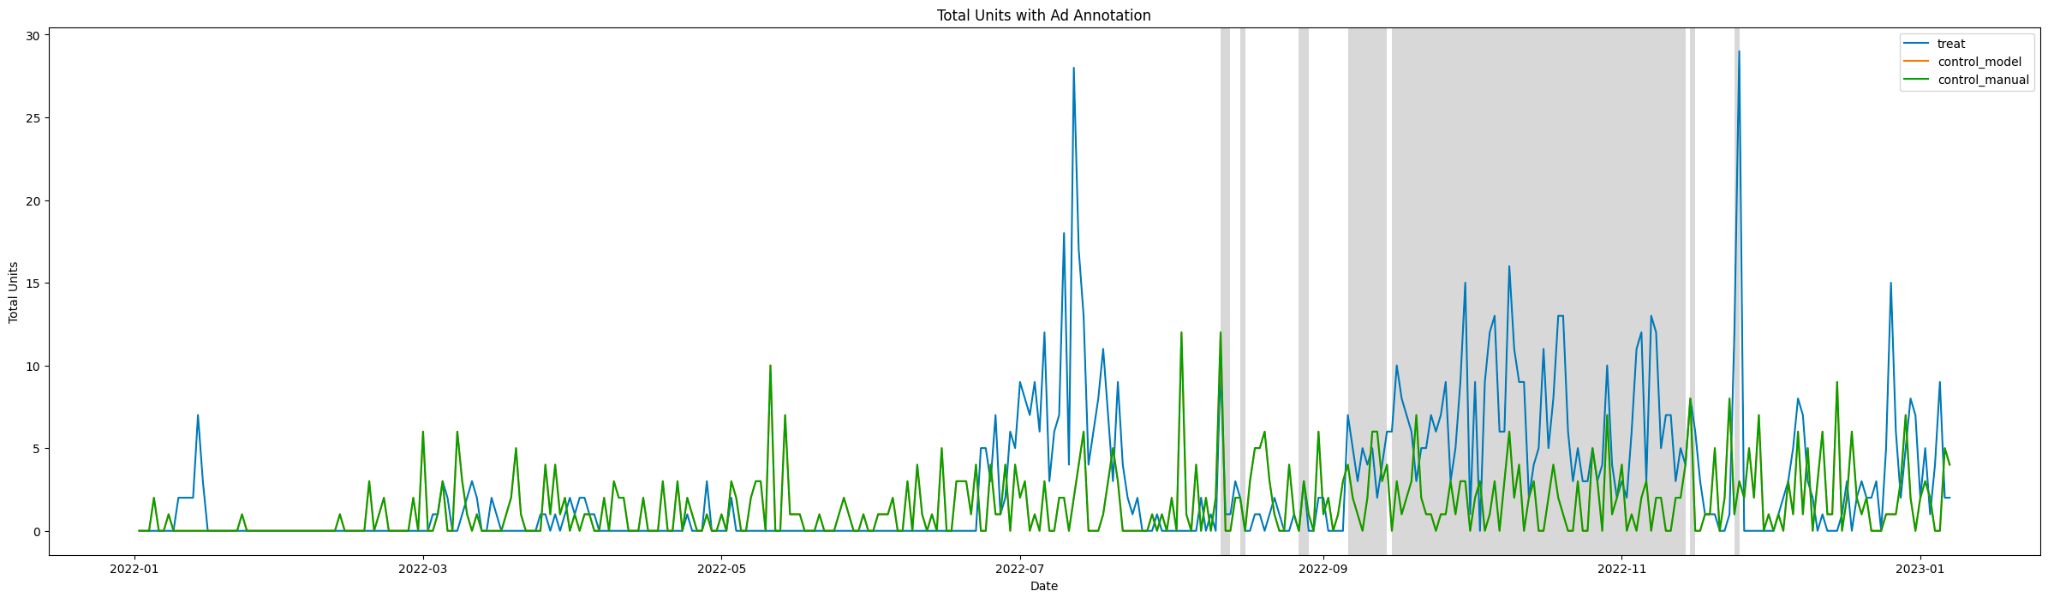 Total Units with Ad Annotation
30
25
20
15
10
5
0
Total Units
treat
control_model
control_manual
2022-01
2022-03
2022-05
2022-07
2022-09
2022-11
2023-01
Date